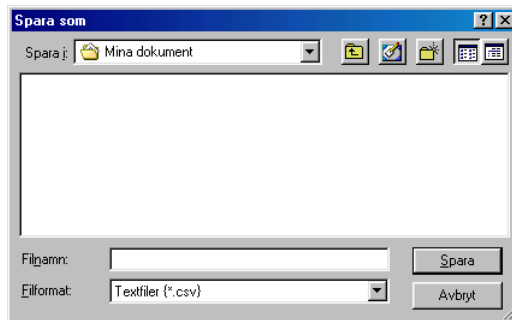 Spara som
Spara i: Mina dokument
Filnamn:
Spara
Filformat: Textfiler {*.csv}
Avbryt